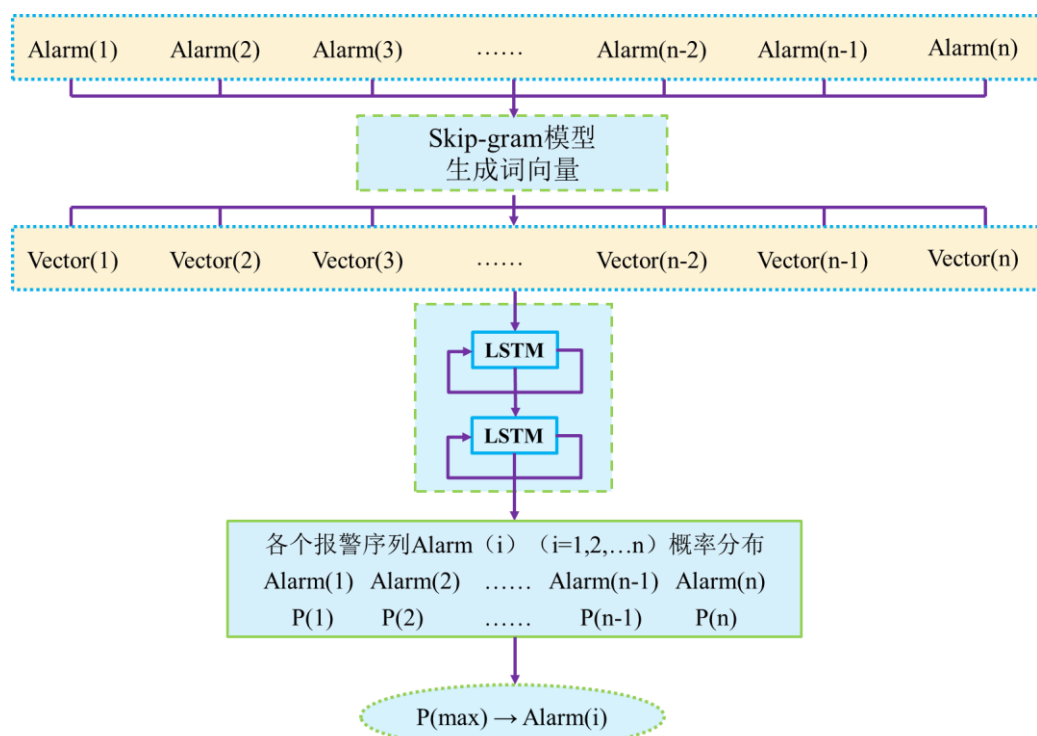 Alarm(1) Alarm(2) Alarm(3) …… Alarm(n-2) Alarm(n-1) Alarm(n)
Skip-gram模型
生成词向量
Vector(1) Vector(2) Vector(3) …… Vector(n-2) Vector(n-1) Vector(n)
LSTM
LSTM
各个报警序列Alarm（i）（i=1,2,…n）概率分布
Alarm(1) Alarm(2) …… Alarm(n-1) Alarm(n)
P(1) P(2) …… P(n-1) P(n)
P(max) → Alarm(i)